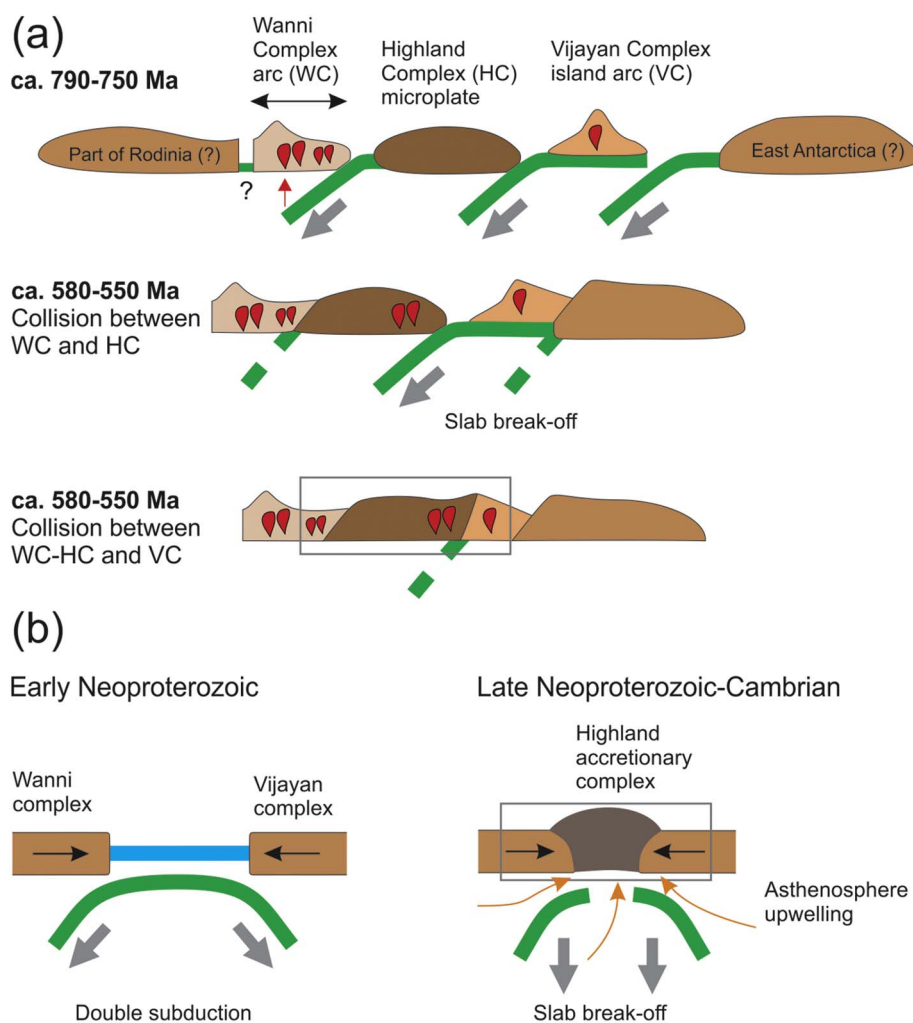 (a)
ca. 790-750 Ma
Wanni
Complex
arc (WC)
Highland
Complex (HC)
microplate
Vijayan Complex
island arc (VC)
Part of Rodinia (?)
?
East Antarctica (?)
ca. 580-550 Ma
Collision between
WC and HC
Slab break-off
ca. 580-550 Ma
Collision between
WC-HC and VC
(b)
Early Neoproterozoic
Wanni
complex
Vijayan
complex
Double subduction
Late Neoproterozoic-Cambrian
Highland
accretionary
complex
Asthenosphere
upwelling
Slab break-off